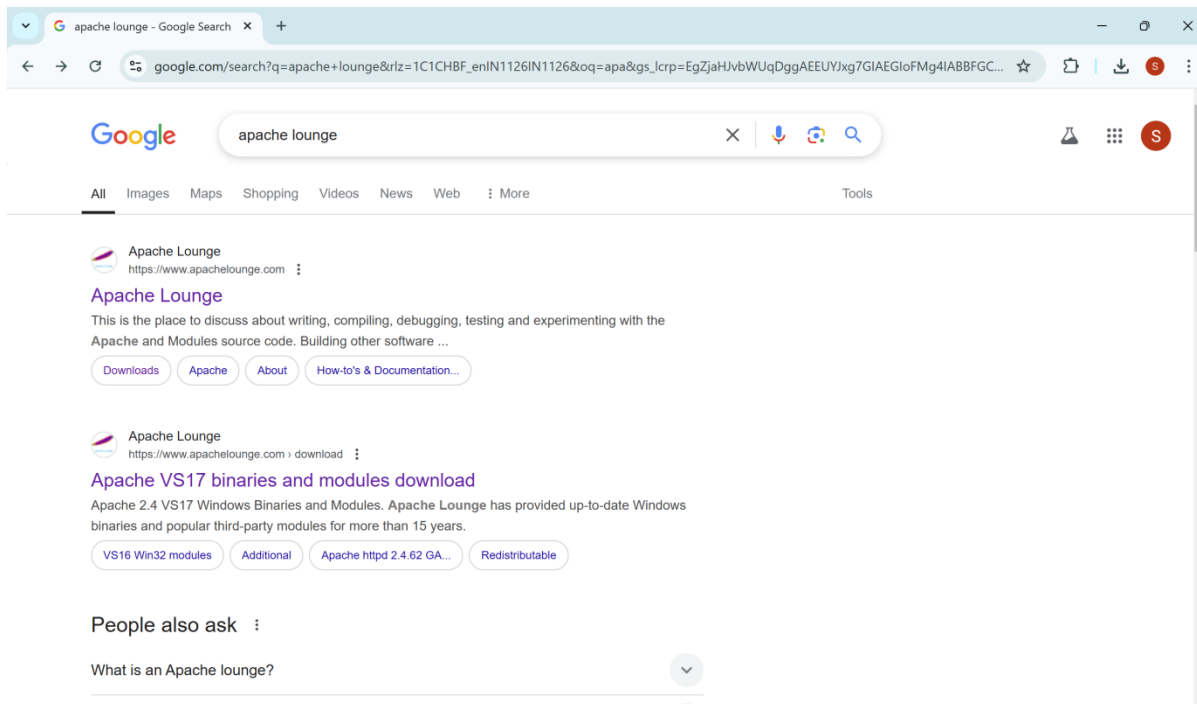 apache lounge - Google Search
google.com/search?q=apache+lounge&rlz=1C1CHBF_enIN1126IN1126&oq=apa&gs_lcrp=EgZjaHJvbWUqDggAEEUYJxg7GIAEGIoFMg4IABBFGC...
S
Google
apache lounge
S
All Images Maps Shopping Videos News Web More Tools
Apache Lounge
https://www.apachelounge.com
Apache Lounge
This is the place to discuss about writing, compiling, debugging, testing and experimenting with the
Apache and Modules source code. Building other software ...
Downloads Apache About How-to's & Documentation...
Apache Lounge
https://www.apachelounge.com › download
Apache VS17 binaries and modules download
Apache 2.4 VS17 Windows Binaries and Modules. Apache Lounge has provided up-to-date Windows
binaries and popular third-party modules for more than 15 years.
VS16 Win32 modules Additional Apache httpd 2.4.62 GA... Redistributable
People also ask
What is an Apache lounge?